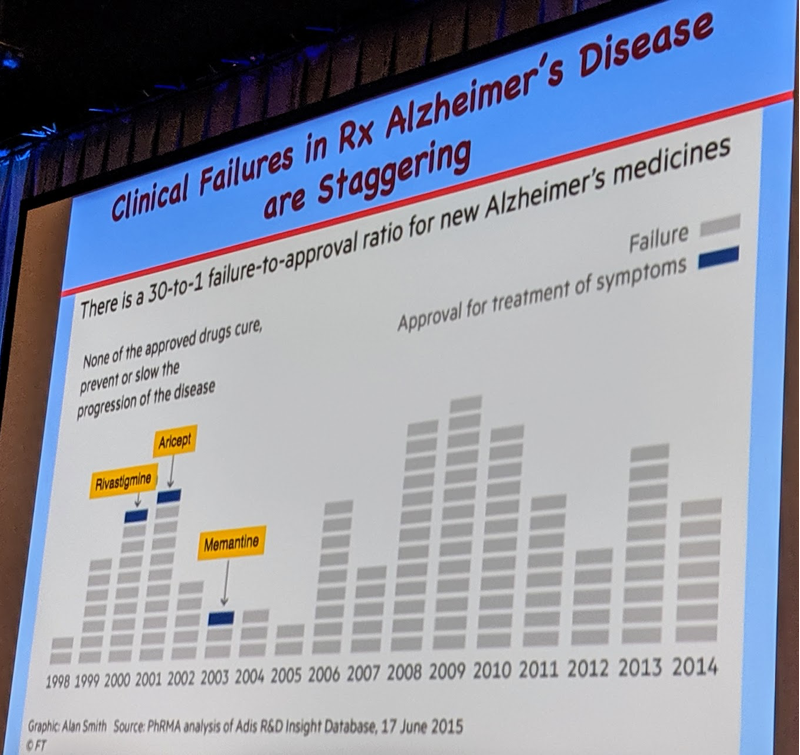 Clinical Failures in Rx Alzheimer's Disease
are Staggering
There is a 30-to-1 failure-to-approval ratio for new Alzheimer's medicines
Failure
Approval for treatment of symptoms
None of the approved drugs cure,
prevent or slow the
progression of the disease
Aricept
Rivastigmine
Memantine
1998 1999 2000 2001 2002 2003 2004 2005 2006 2007 2008 2009 2010 2011 2012 2013 2014
Graphic: Alan Smith Source: PhRMA analysis of Adis R&D Insight Database, 17 June 2015
© FT